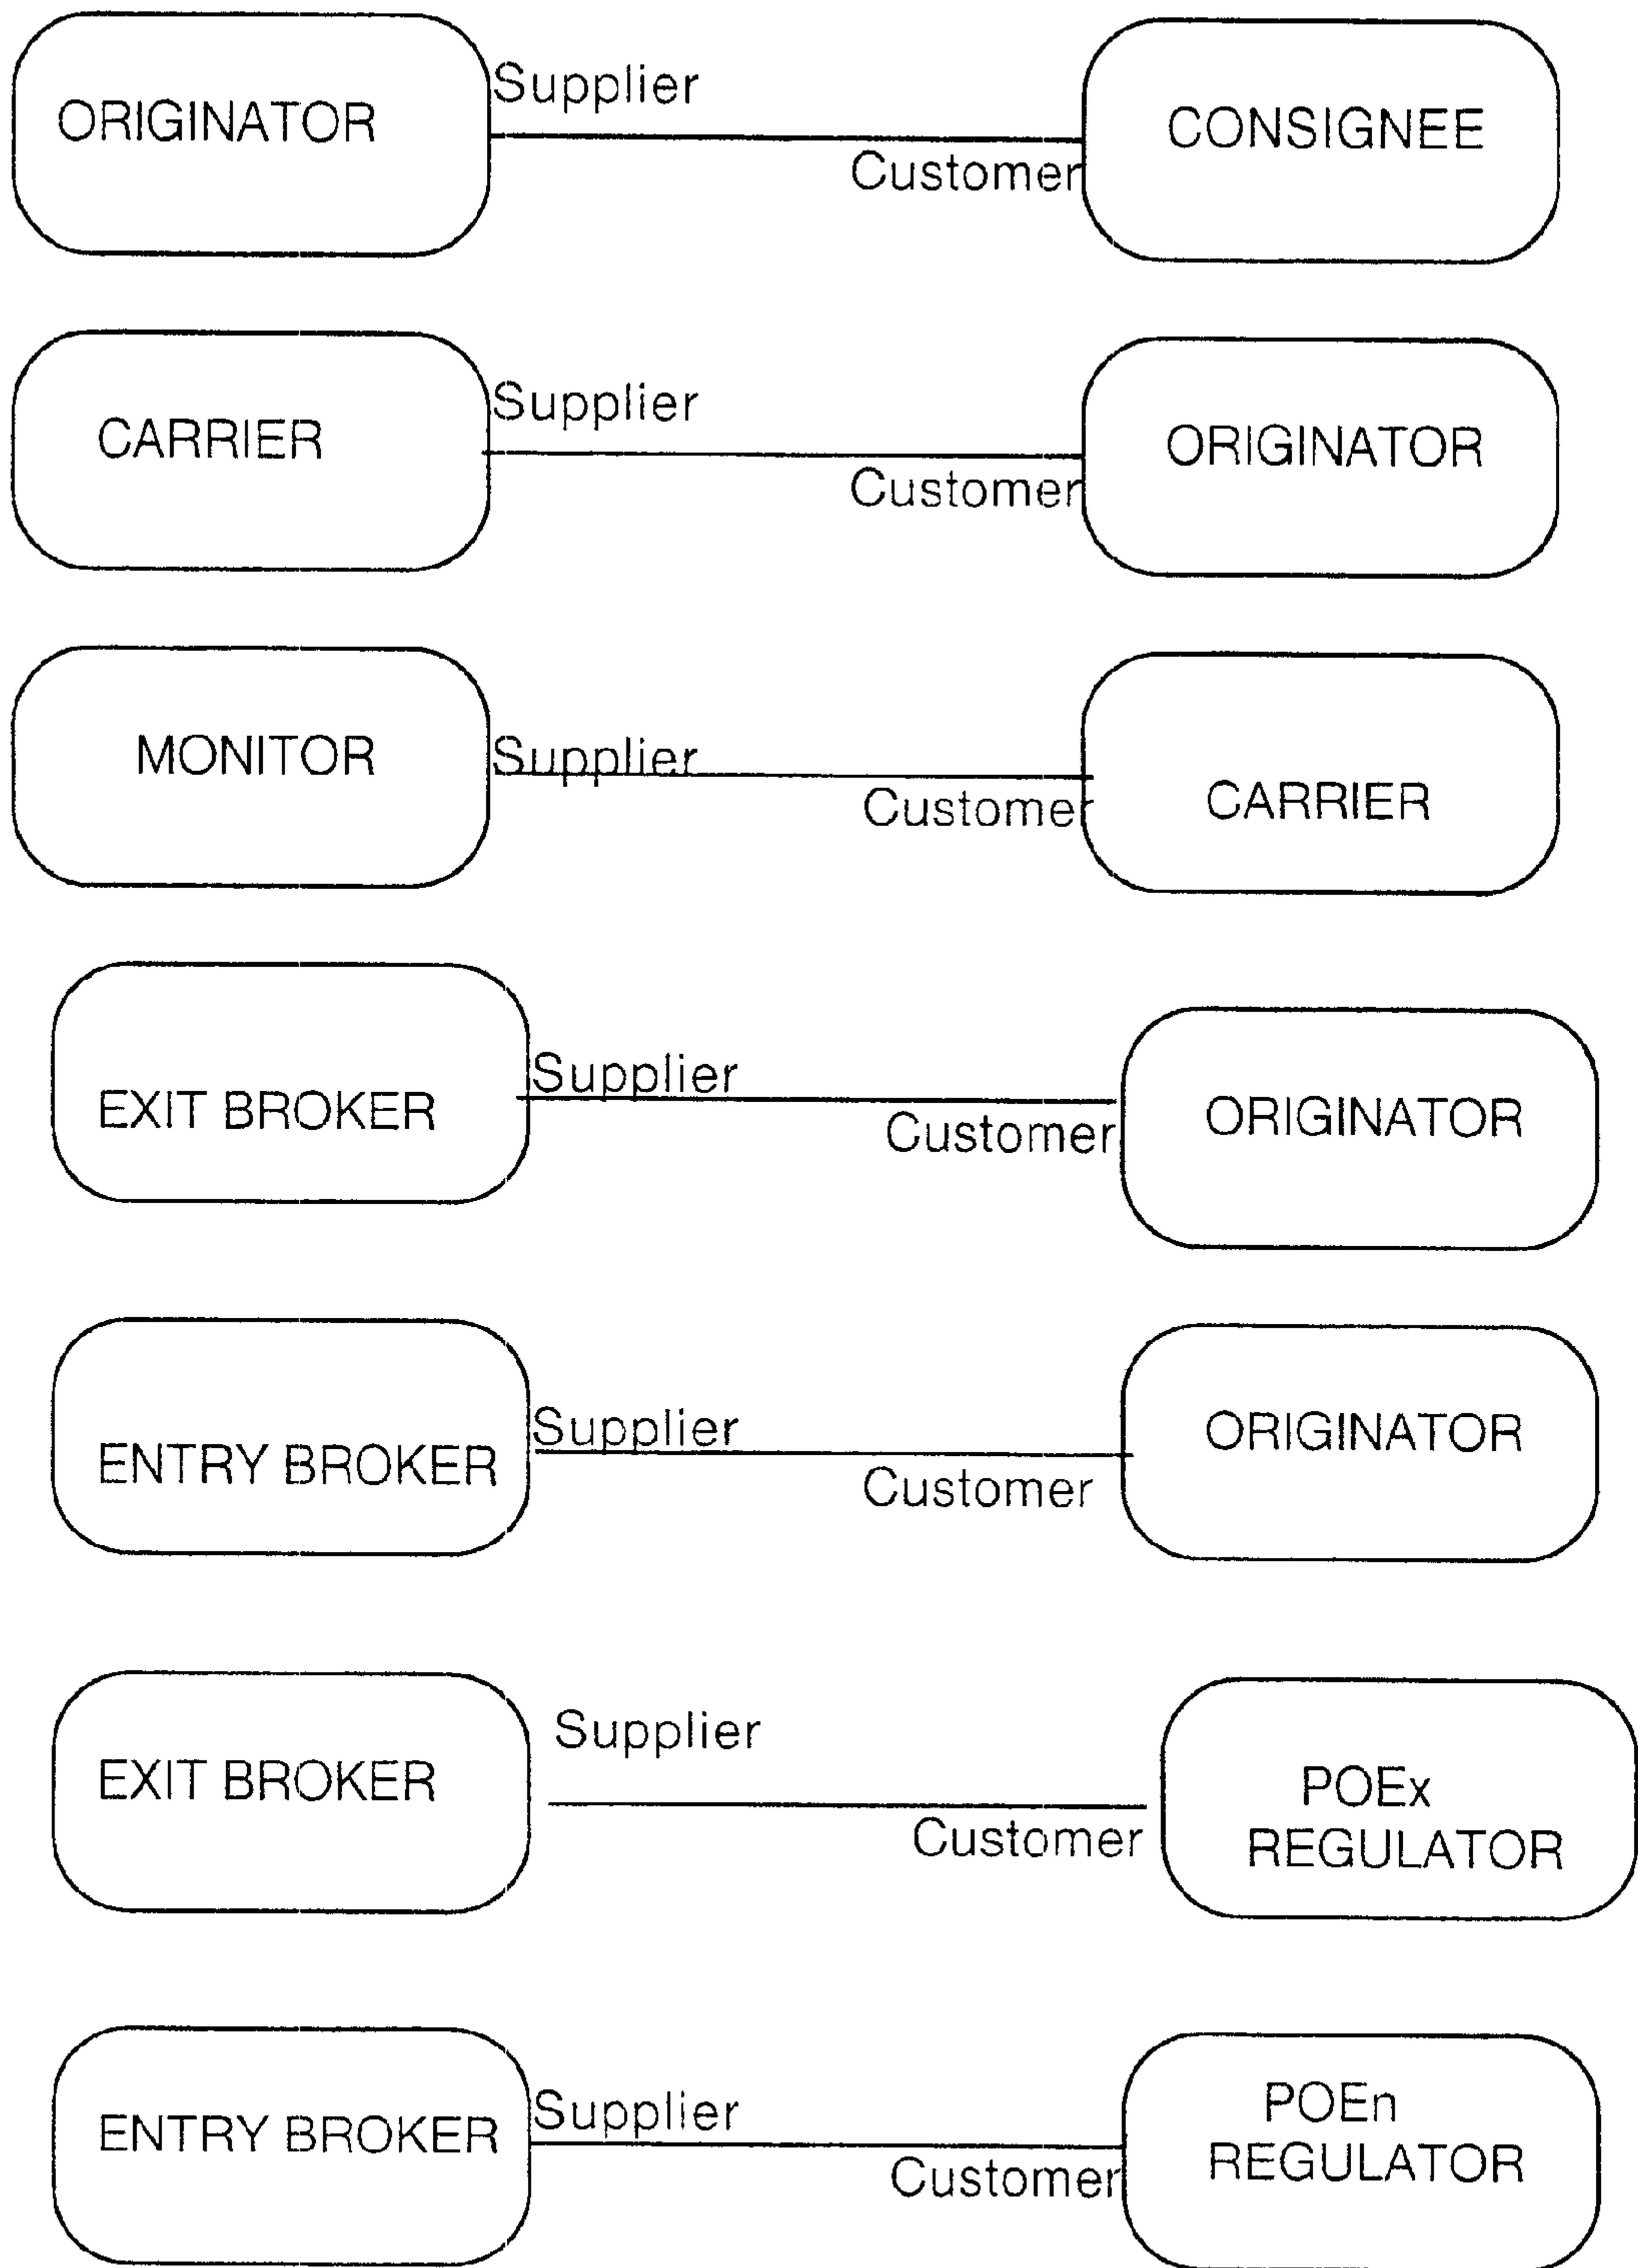 ORIGINATOR
Supplier
Customer
CONSIGNEE
CARRIER
Supplier
Customer
ORIGINATOR
MONITOR
Supplier
Customer
CARRIER
EXIT BROKER
Supplier
Customer
ORIGINATOR
ENTRY BROKER
Supplier
Customer
ORIGINATOR
EXIT BROKER
Supplier
Customer
POEx
REGULATOR
ENTRY BROKER
Supplier
Customer
POEn
REGULATOR